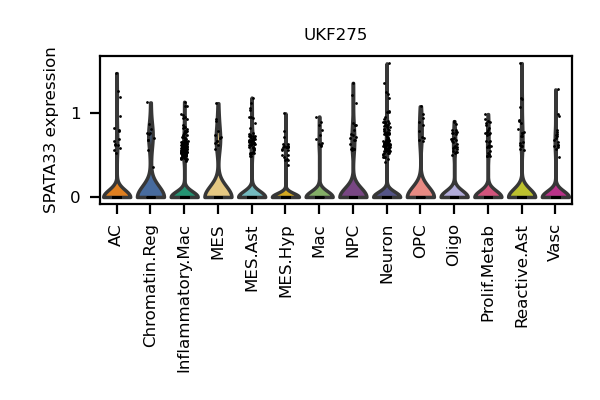 UKF275
SPATA33 expression
1
0
AC
Chromatin.Reg
Inflammatory.Mac
MES
MES.Ast
MES.Hyp
Mac
NPC
Neuron
OPC
Oligo
Prolif.Metab
Reactive.Ast
Vasc